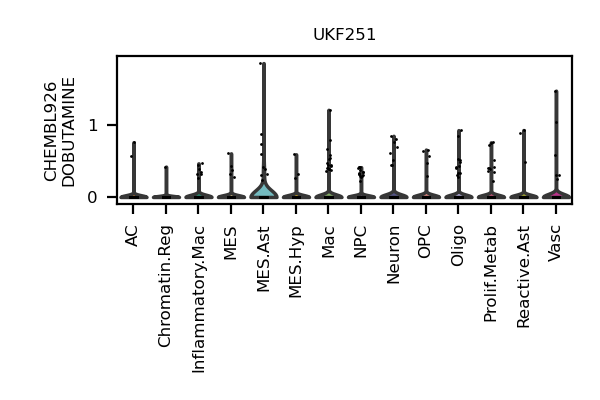 UKF251
CHEMBL926
DOBUTAMINE
1
0
AC
Chromatin.Reg
Inflammatory.Mac
MES
MES.Ast
MES.Hyp
Mac
NPC
Neuron
OPC
Oligo
Prolif.Metab
Reactive.Ast
Vasc